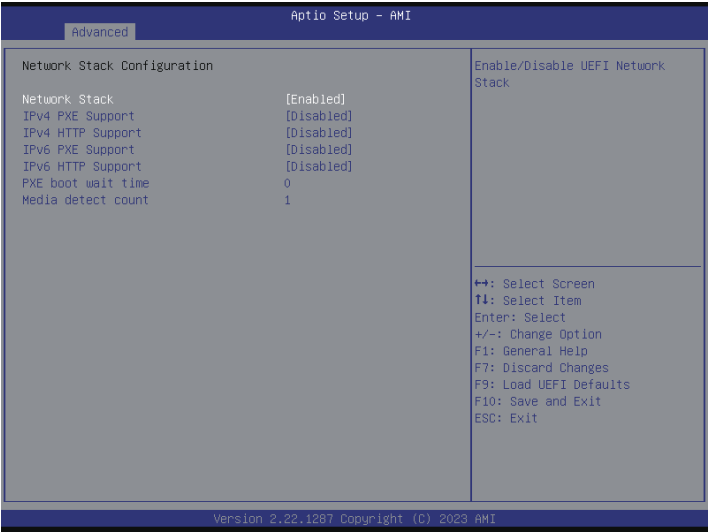 Aptio Setup - AMI
Advanced
Network Stack Configuration
Network Stack [Enabled]
IPv4 PXE Support [Disabled]
IPv4 HTTP Support [Disabled]
IPv6 PXE Support [Disabled]
IPv6 HTTP Support [Disabled]
PXE boot wait time 0
Media detect count 1
Enable/Disable UEFI Network
Stack
↔: Select Screen
↑↓: Select Item
Enter: Select
+/-: Change Option
F1: General Help
F7: Discard Changes
F9: Load UEFI Defaults
F10: Save and Exit
ESC: Exit
Version 2.22.1287 Copyright (C) 2023 AMI